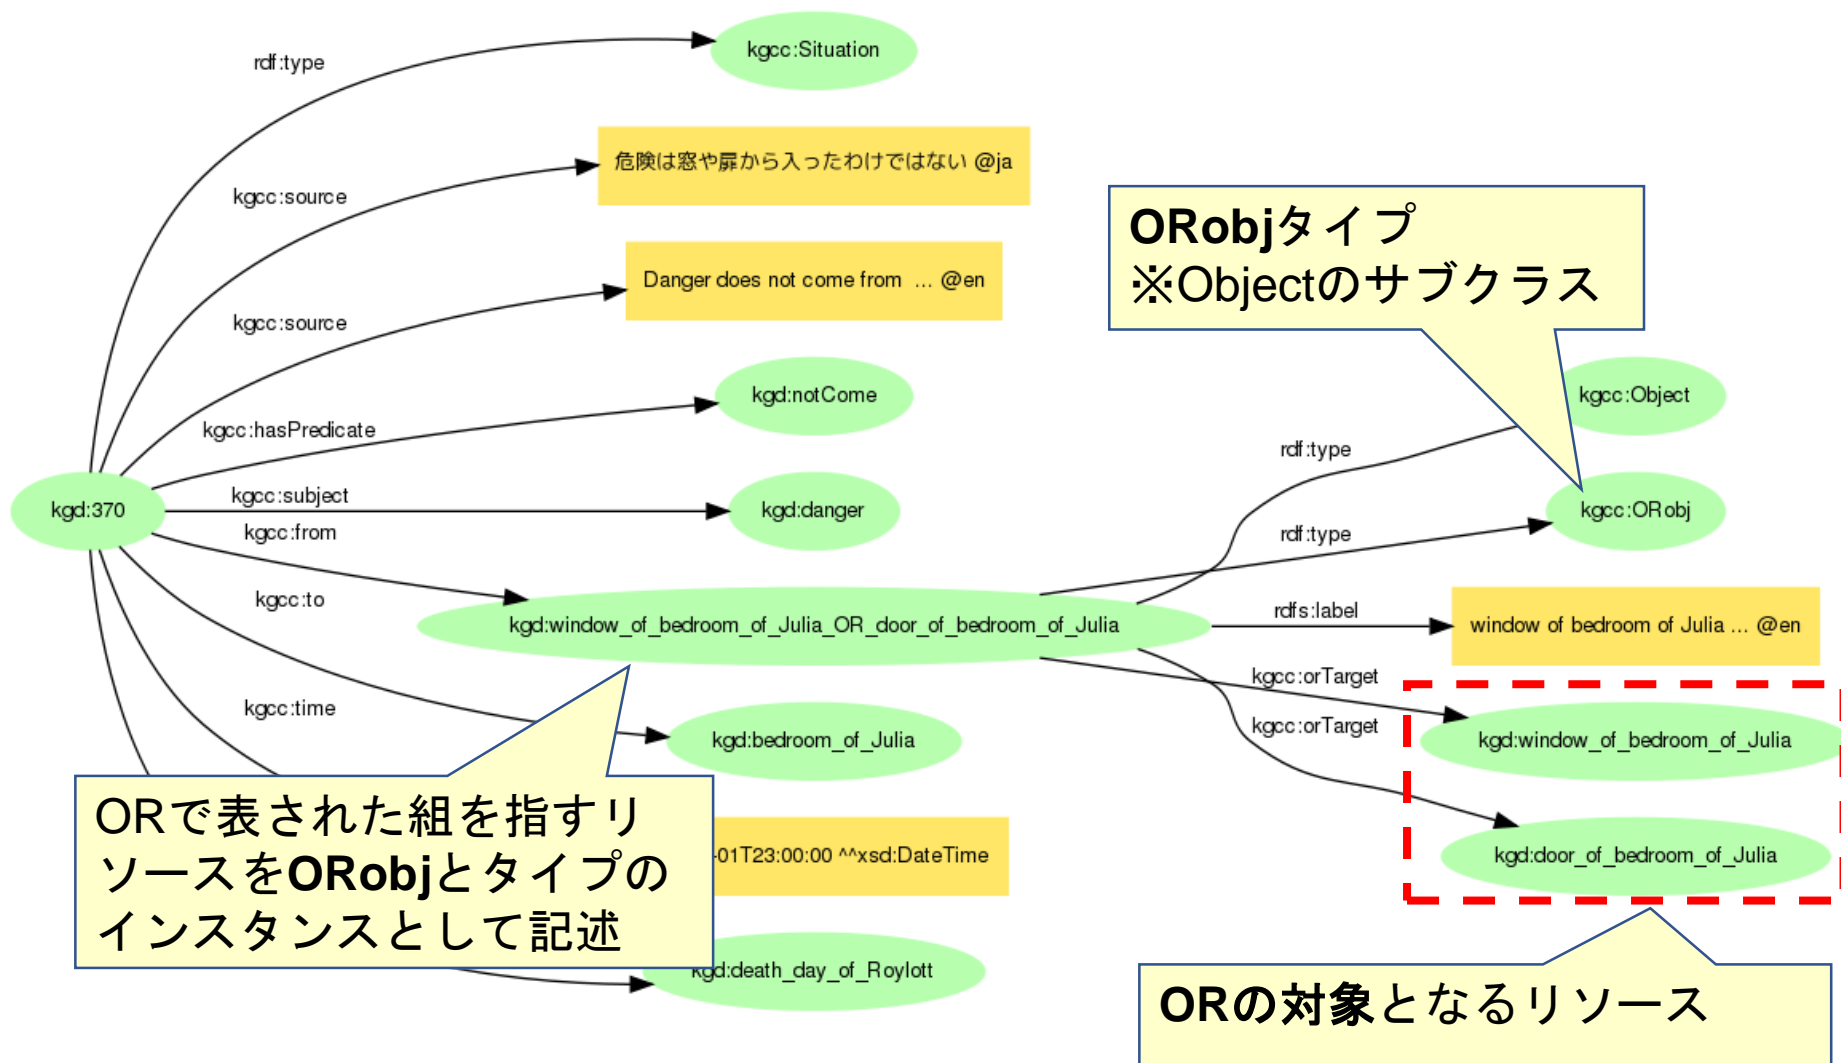 rdf:type
kgcc:Situation
kgcc:source
危険は窓や扉から入ったわけではない @ja
kgcc:source
Danger does not come from ... @en
ORobjタイプ
※Objectのサブクラス
kgcc:hasPredicate
kgd:notCome
kgcc:Object
rdf:type
kgd:370
kgcc:subject
kgd:danger
kgcc:ORobj
kgcc:from
rdf:type
kgcc:to
kgd:window_of_bedroom_of_Julia_OR_door_of_bedroom_of_Julia
rdfs:label
window of bedroom of Julia ... @en
kgcc:orTarget
kgcc:time
kgd:bedroom_of_Julia
kgcc:orTarget
kgd:window_of_bedroom_of_Julia
ORで表された組を指すリ
ソースをORobjとタイプの
インスタンスとして記述
-01T23:00:00 ^^xsd:DateTime
kgd:door_of_bedroom_of_Julia
kgd:death_day_of_Roylott
ORの対象となるリソース